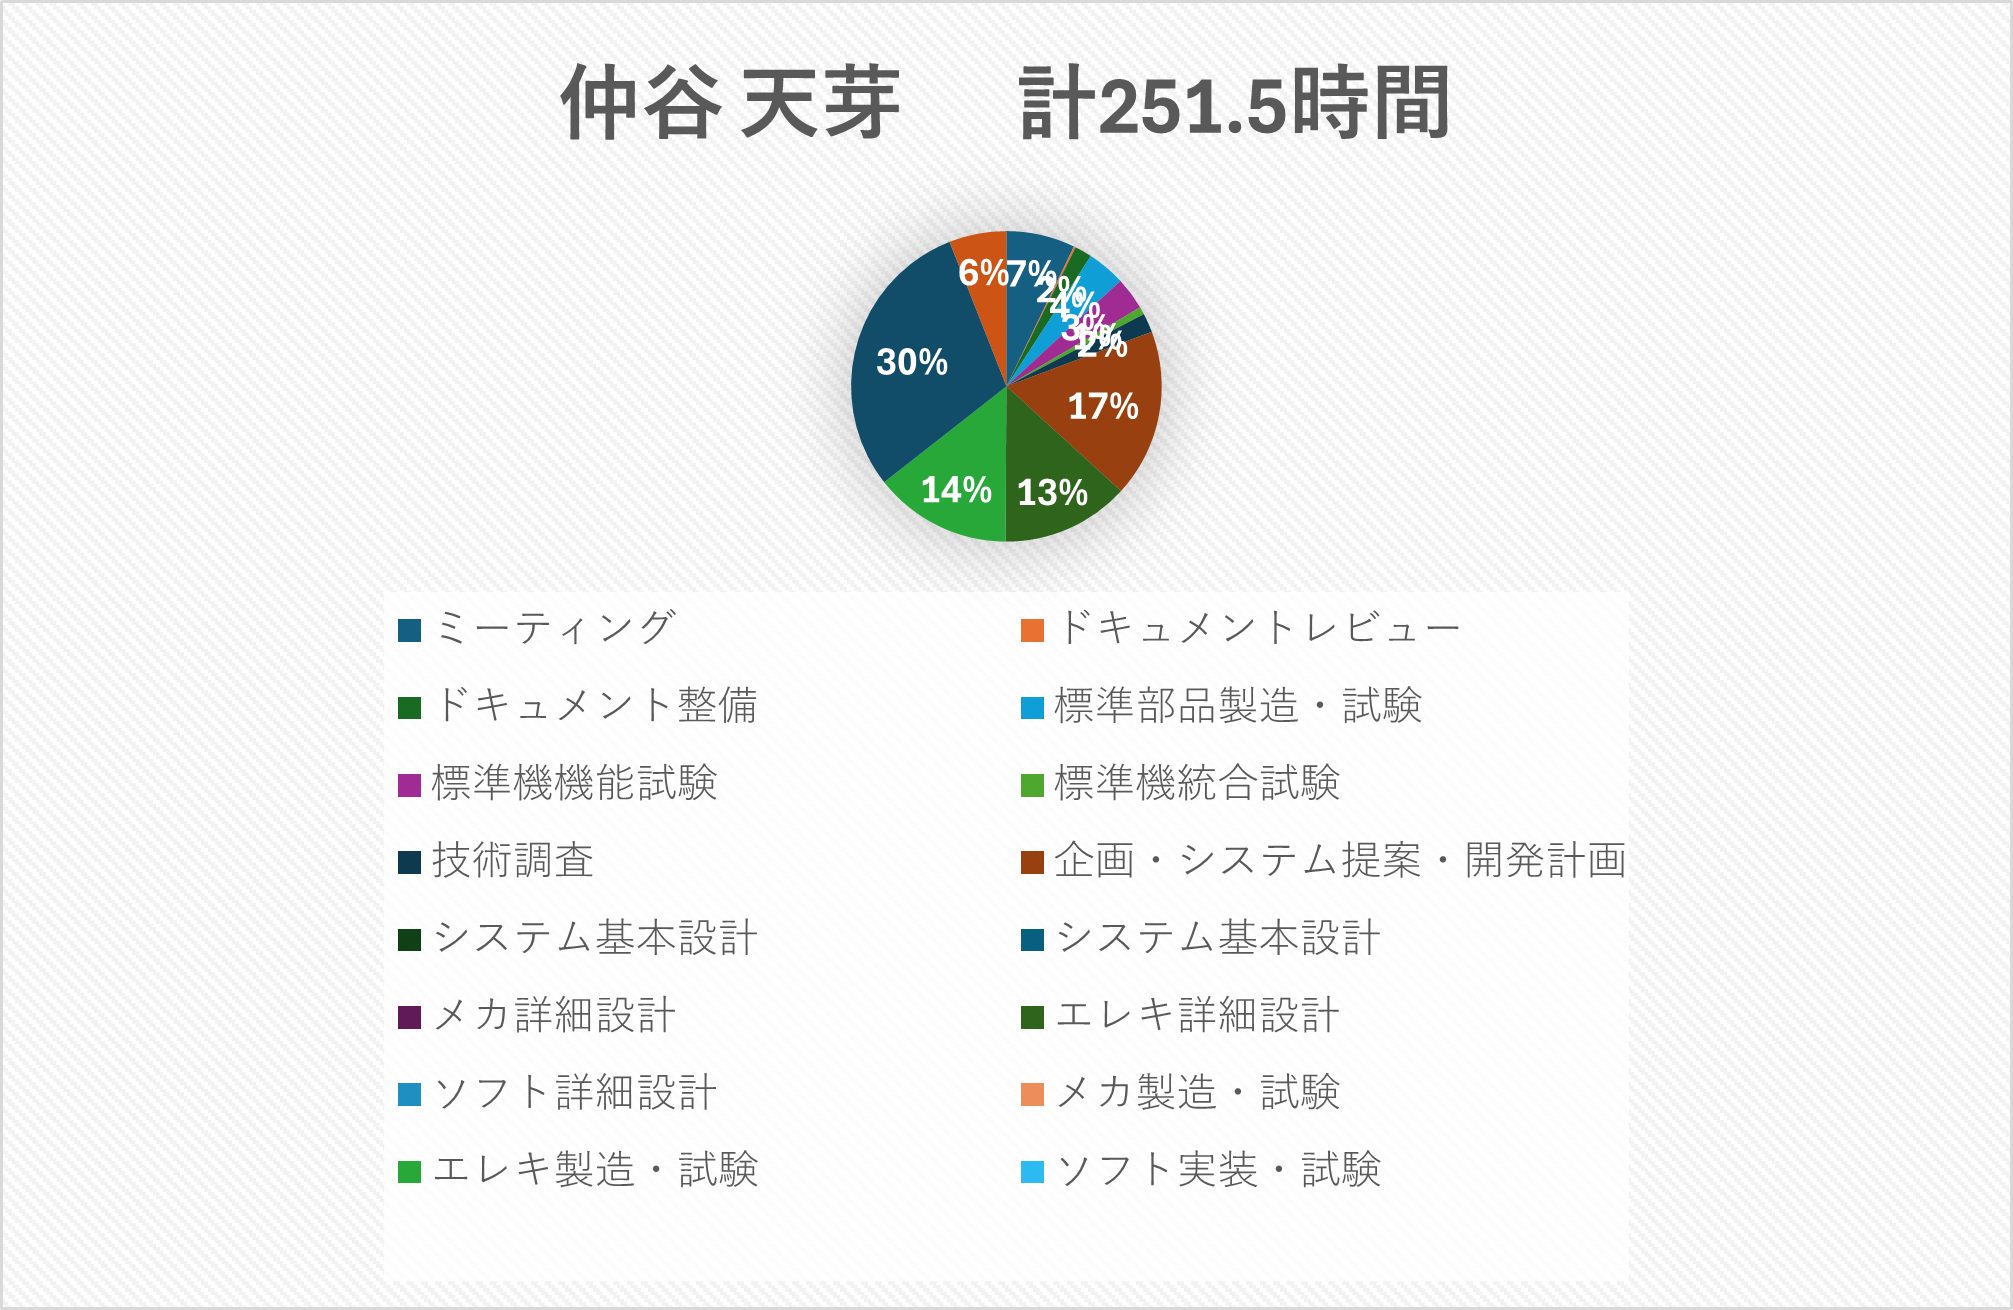 仲谷 天芽　計251.5時間
6%
7%
2%
4%
3%
1%
2%
30%
17%
14%
13%
ミーティング
ドキュメントレビュー
ドキュメント整備
標準部品製造・試験
標準機機能試験
標準機統合試験
技術調査
企画・システム提案・開発計画
システム基本設計
システム基本設計
メカ詳細設計
エレキ詳細設計
ソフト詳細設計
メカ製造・試験
エレキ製造・試験
ソフト実装・試験